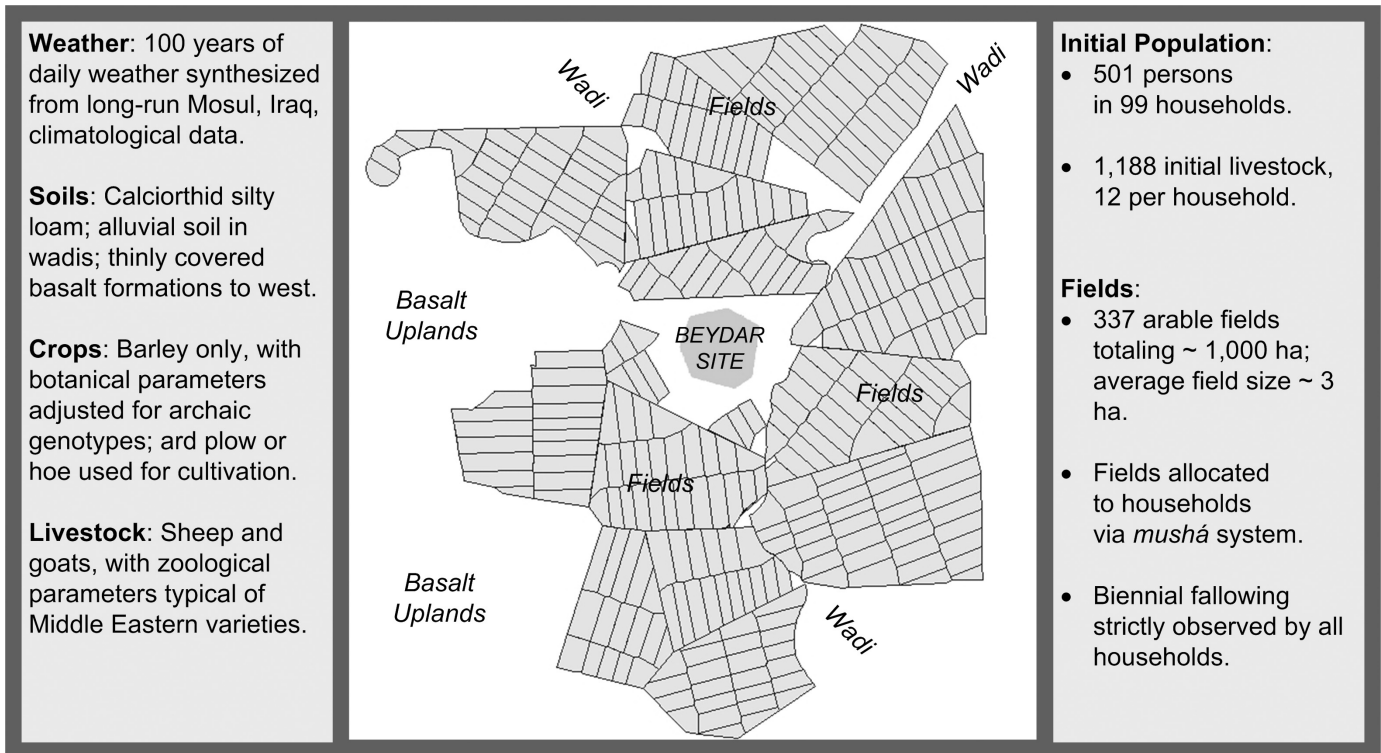 Weather: 100 years of
daily weather synthesized
from long-run Mosul, Iraq,
climatological data.
Soils: Calciorthid silty
loam; alluvial soil in
wadis; thinly covered
basalt formations to west.
Crops: Barley only, with
botanical parameters
adjusted for archaic
genotypes; ard plow or
hoe used for cultivation.
Livestock: Sheep and
goats, with zoological
parameters typical of
Middle Eastern varieties.
Wadi
Wadi
Fields
Basalt
Uplands
BEYDAR
SITE
Fields
Fields
Basalt
Uplands
Wadi
Initial Population:
• 501 persons
in 99 households.
• 1,188 initial livestock,
12 per household.
Fields:
• 337 arable fields
totaling ~ 1,000 ha;
average field size ~ 3
ha.
• Fields allocated
to households
via mushá system.
• Biennial fallowing
strictly observed by all
households.